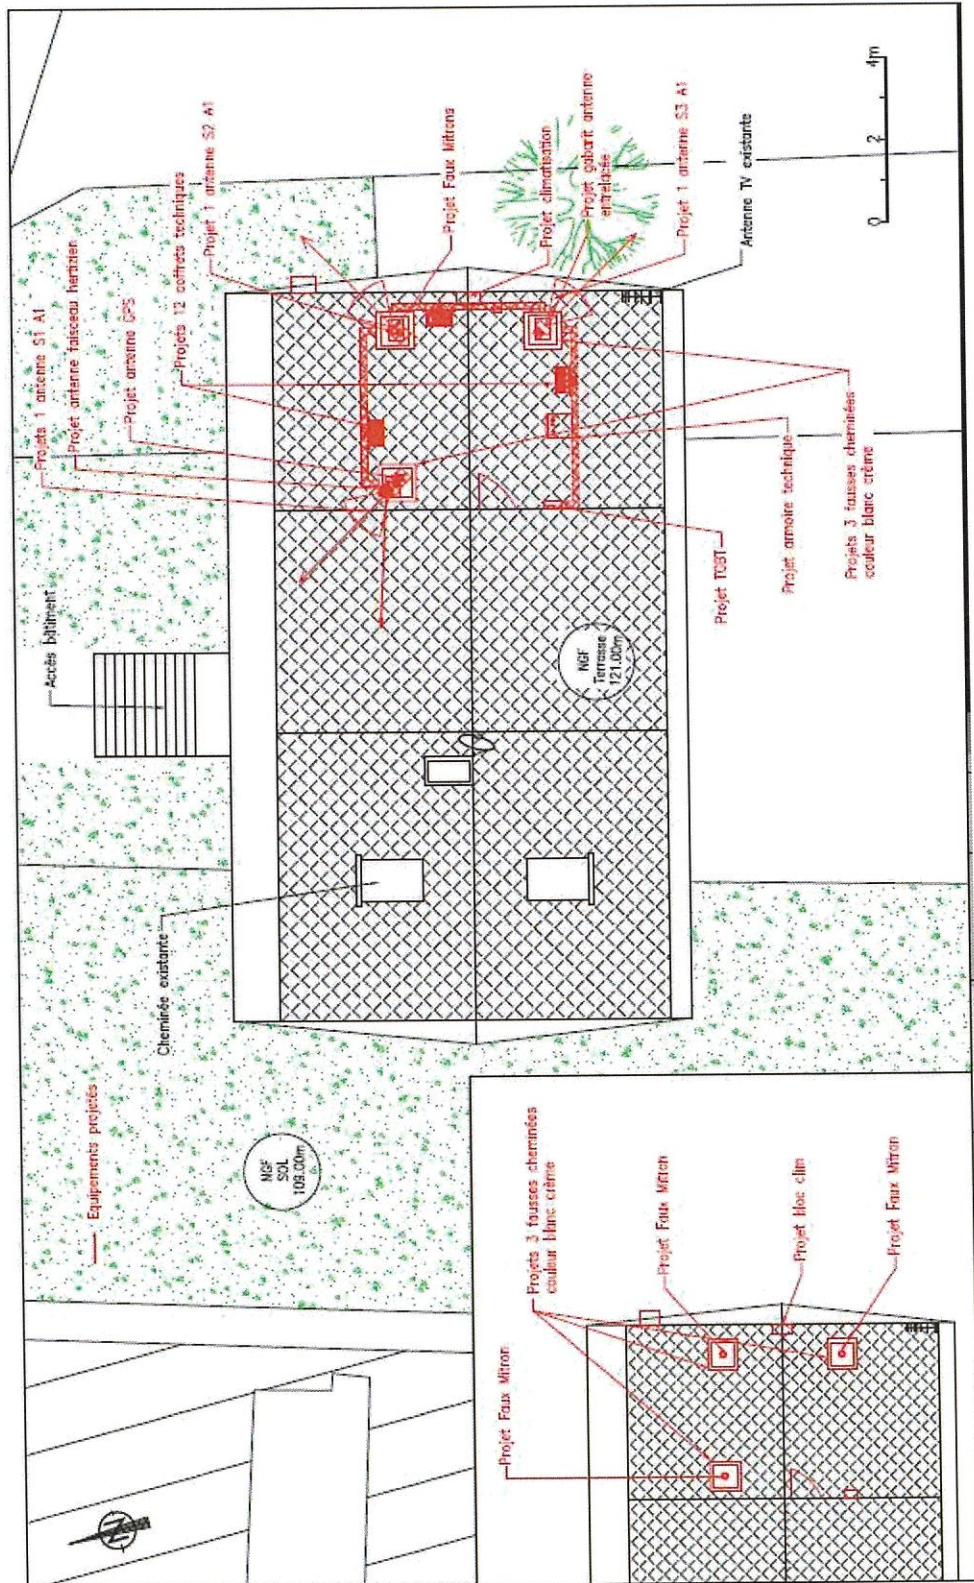 Equipements projetés
NGF
SOL
109.00m
Cheminée existante
Accès bâtiment
Projets 1 antenne S1 A1
Projet antenne faisceau hertzien
Projet antenne GPS
Projets 12 coffrets techniques
Projet 1 antenne S2 A1
Projet Faux Mitrons
Projet climatisation
Projet gabarit antenne
entrelacée
Projet 1 antenne S3 A1
Antenne TV existante
NGF
Terrasse
121.00m
Projet TGBT
Projet armoire technique
Projets 3 fausses cheminées
couleur blanc crème
0
2
4m
N
Projet Faux Mitron
Projets 3 fausses cheminées
couleur blanc crème
Projet Faux Mitron
Projet bloc clim
Projet Faux Mitron